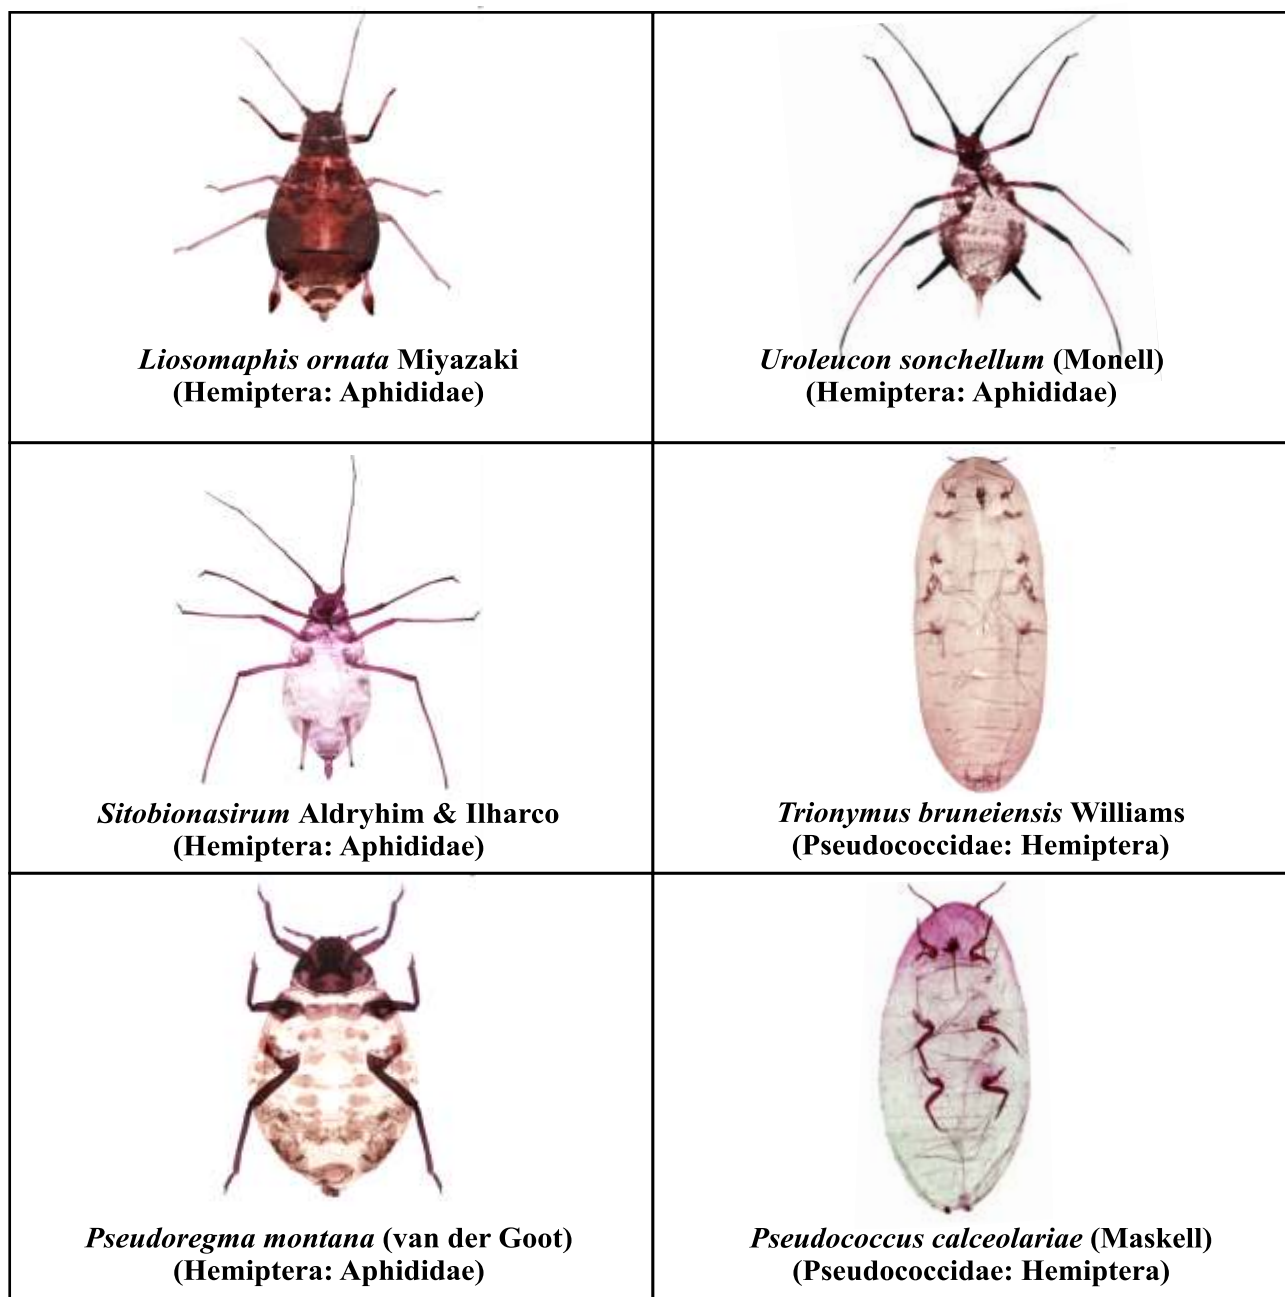 Liosomaphis ornata Miyazaki
(Hemiptera: Aphididae)
Uroleucon sonchellum (Monell)
(Hemiptera: Aphididae)
Sitobionasirum Aldryhim & Ilharco
(Hemiptera: Aphididae)
Trionymus bruneiensis Williams
(Pseudococcidae: Hemiptera)
Pseudoregma montana (van der Goot)
(Hemiptera: Aphididae)
Pseudococcus calceolariae (Maskell)
(Pseudococcidae: Hemiptera)